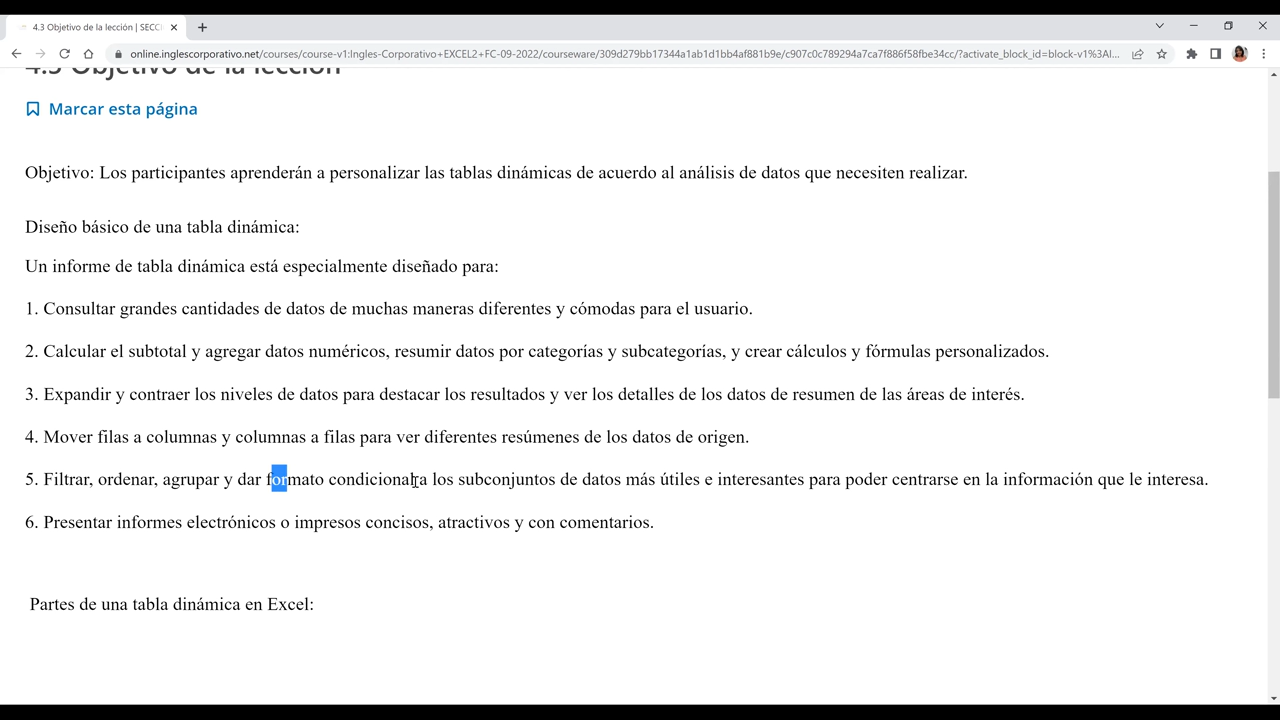 4.3 Objetivo de la lección | SECCI
online.inglescorporativo.net/courses/course-v1:Ingles-Corporativo+EXCEL2+FC-09-2022/courseware/309d279bb17344a1ab1d1bb4af881b9e/c907c0c789294a7ca7f886f58fbe34cc/?activate_block_id=block-v1%3AI...
4.3 Objetivo de la lección
Marcar esta página
Objetivo: Los participantes aprenderán a personalizar las tablas dinámicas de acuerdo al análisis de datos que necesiten realizar.
Diseño básico de una tabla dinámica:
Un informe de tabla dinámica está especialmente diseñado para:
1. Consultar grandes cantidades de datos de muchas maneras diferentes y cómodas para el usuario.
2. Calcular el subtotal y agregar datos numéricos, resumir datos por categorías y subcategorías, y crear cálculos y fórmulas personalizados.
3. Expandir y contraer los niveles de datos para destacar los resultados y ver los detalles de los datos de resumen de las áreas de interés.
4. Mover filas a columnas y columnas a filas para ver diferentes resúmenes de los datos de origen.
5. Filtrar, ordenar, agrupar y dar formato condicional a los subconjuntos de datos más útiles e interesantes para poder centrarse en la información que le interesa.
6. Presentar informes electrónicos o impresos concisos, atractivos y con comentarios.
Partes de una tabla dinámica en Excel: